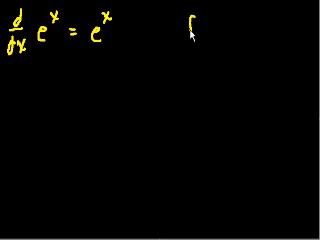 d/dx e^x = e^x